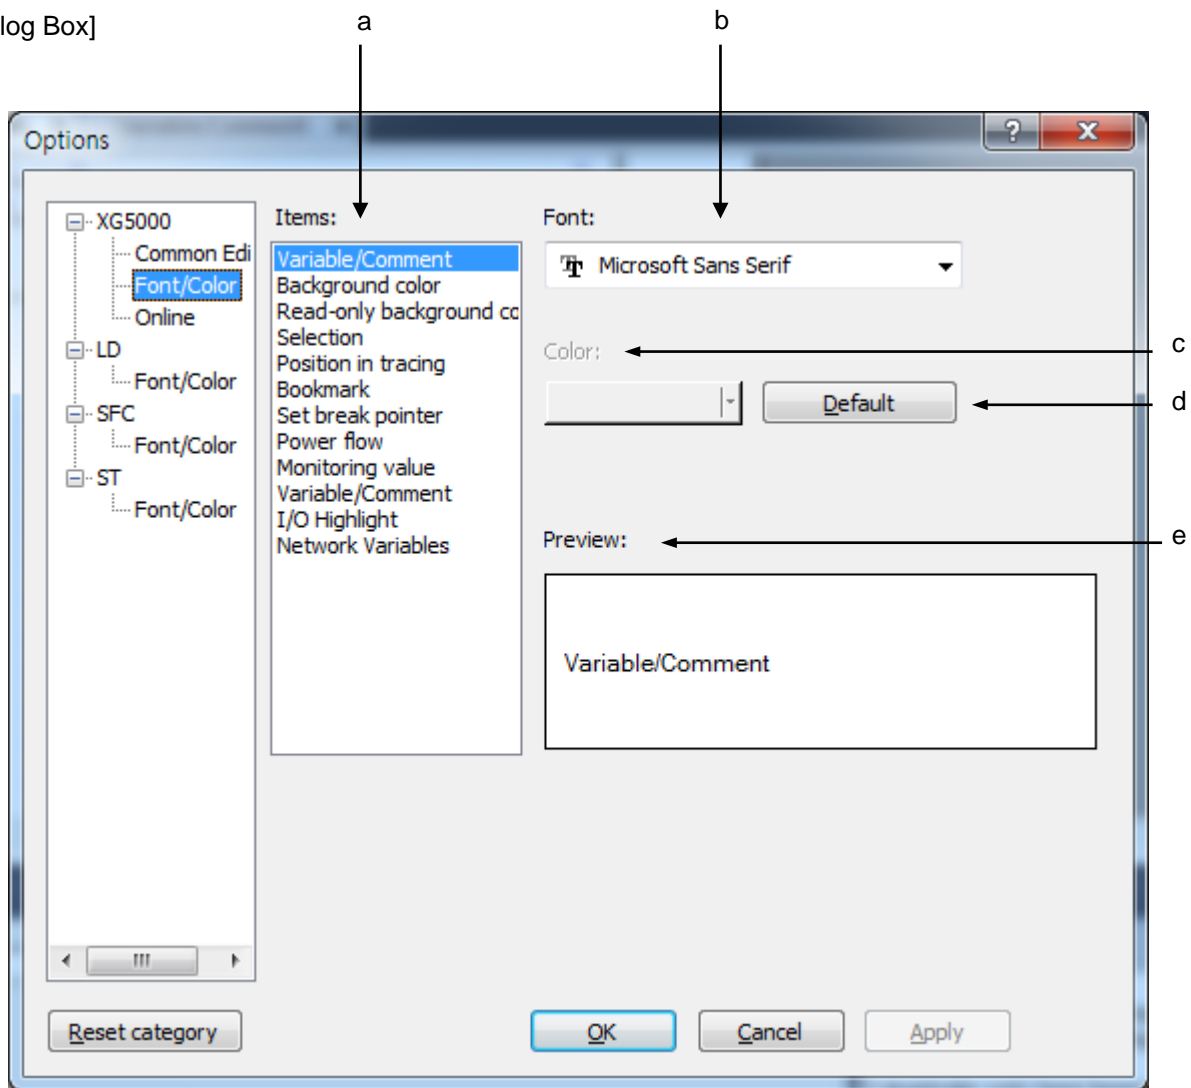 log Box]
a
b
Options
XG5000
Common Edi
Font/Color
Online
LD
Font/Color
SFC
Font/Color
ST
Font/Color
Items:
Variable/Comment
Background color
Read-only background co
Selection
Position in tracing
Bookmark
Set break pointer
Power flow
Monitoring value
Variable/Comment
I/O Highlight
Network Variables
Font:
Microsoft Sans Serif
Color:
c
Default
d
Preview:
e
Variable/Comment
Reset category
OK
Cancel
Apply